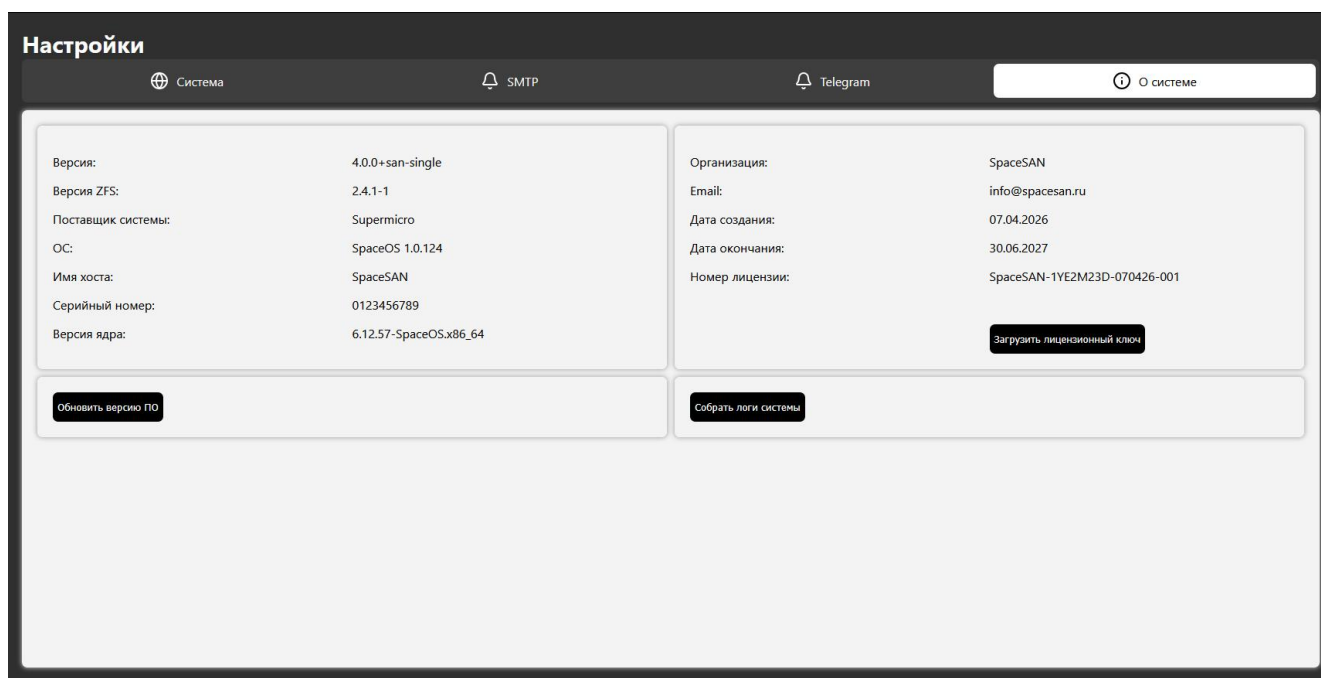 Настройки
Система SMTP Telegram О системе
Версия: 4.0.0+san-single
Версия ZFS: 2.4.1-1
Поставщик системы: Supermicro
ОС: SpaceOS 1.0.124
Имя хоста: SpaceSAN
Серийный номер: 0123456789
Версия ядра: 6.12.57-SpaceOS.x86_64
Организация: SpaceSAN
Email: info@spacesan.ru
Дата создания: 07.04.2026
Дата окончания: 30.06.2027
Номер лицензии: SpaceSAN-1YE2M23D-070426-001
Загрузить лицензионный ключ
Обновить версию ПО
Собрать логи системы